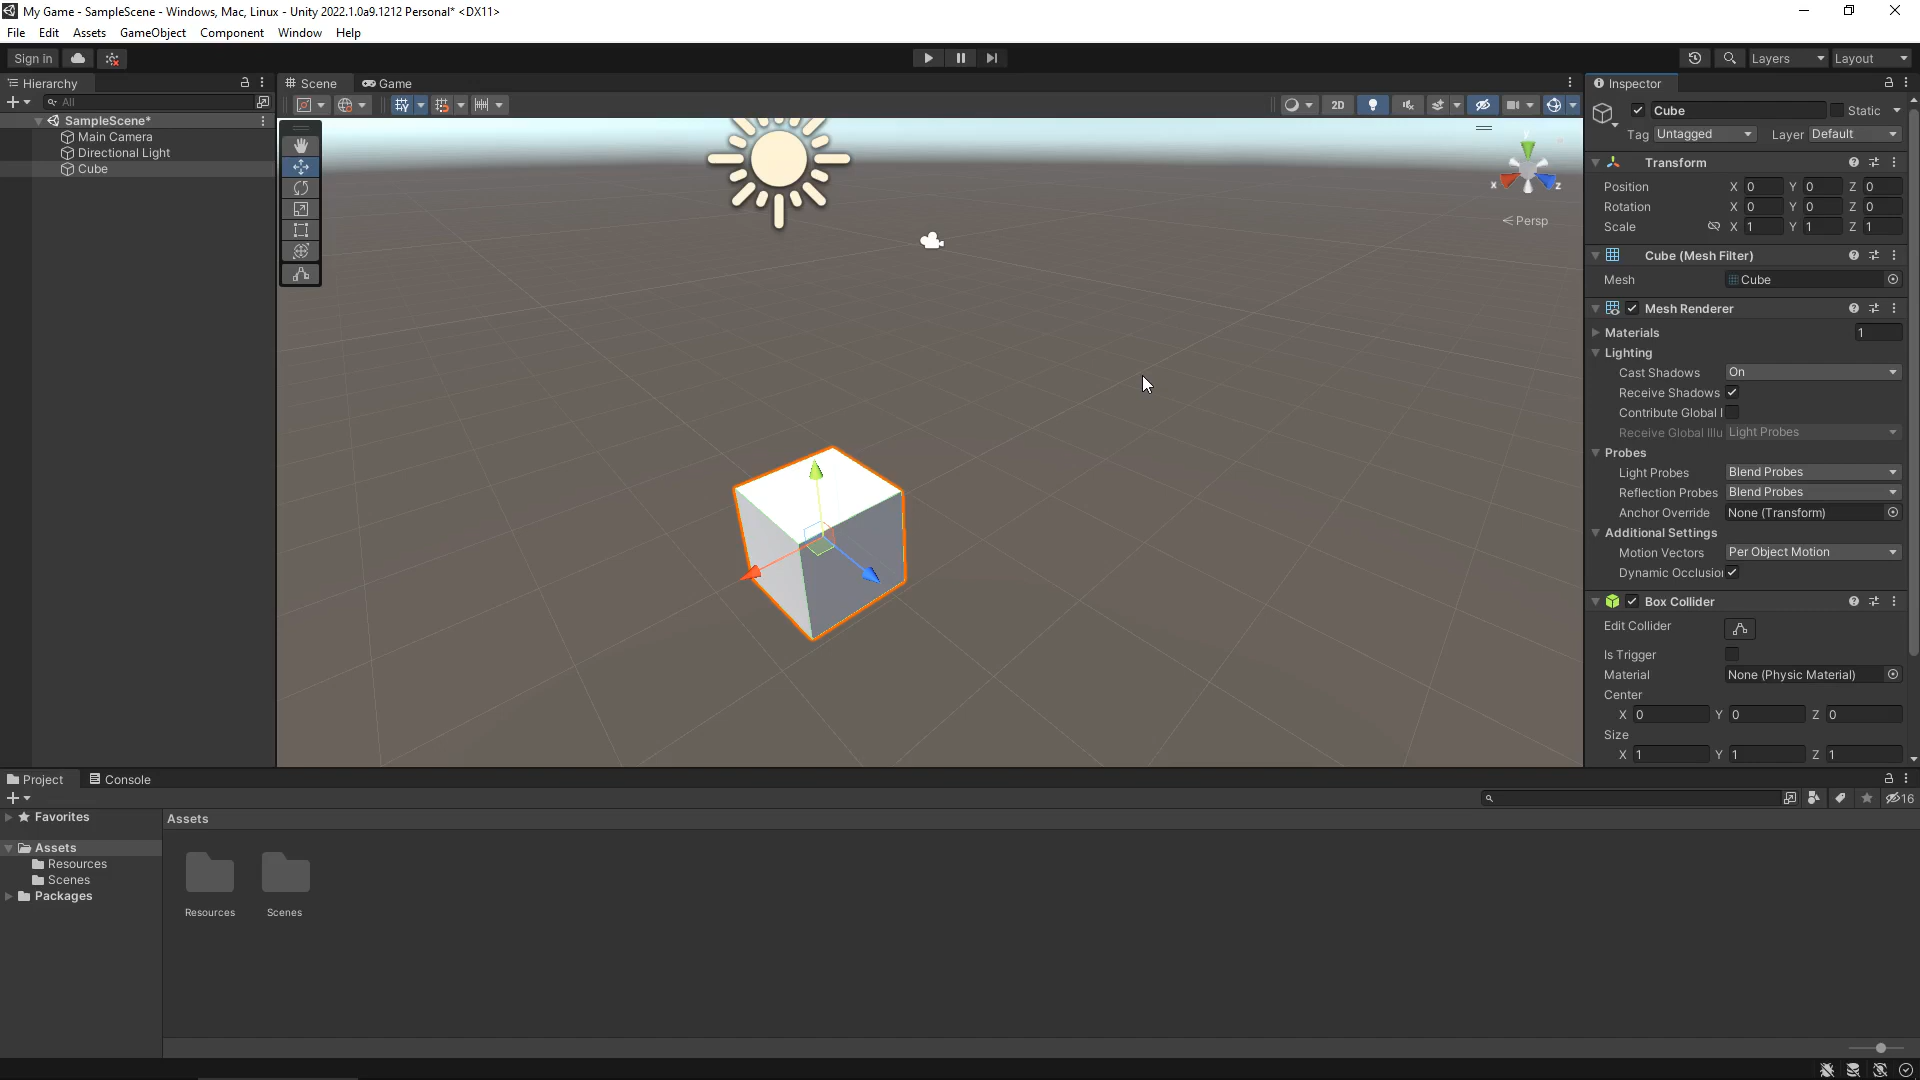 My Game - SampleScene - Windows, Mac, Linux - Unity 2022.1.0a9.1212 Personal* <DX11>
File Edit Assets GameObject Component Window Help
Sign in Layers Layout
Hierarchy
All
SampleScene*
Main Camera
Directional Light
Cube
Scene Game
2D
y
x
z
< Persp
Inspector
Cube Static
Tag Untagged Layer Default
Transform
Position X 0 Y 0 Z 0
Rotation X 0 Y 0 Z 0
Scale X 1 Y 1 Z 1
Cube (Mesh Filter)
Mesh Cube
Mesh Renderer
Materials 1
Lighting
Cast Shadows On
Receive Shadows
Contribute Global I
Receive Global Illu Light Probes
Probes
Light Probes Blend Probes
Reflection Probes Blend Probes
Anchor Override None (Transform)
Additional Settings
Motion Vectors Per Object Motion
Dynamic Occlusio
Box Collider
Edit Collider
Is Trigger
Material None (Physic Material)
Center
X 0 Y 0 Z 0
Size
X 1 Y 1 Z 1
Project Console
16
Favorites
Assets
Resources
Scenes
Packages
Assets
Resources Scenes